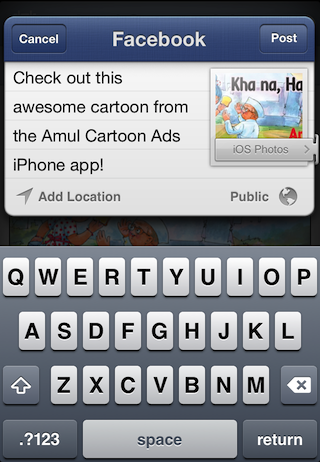 Cancel
Facebook
Post
Check out this
awesome cartoon from
the Amul Cartoon Ads
iPhone app!
Kha na, Ha
iOS Photos
Add Location
Public
Q W E R T Y U I O P
A S D F G H J K L
Z X C V B N M
.?123
space
return